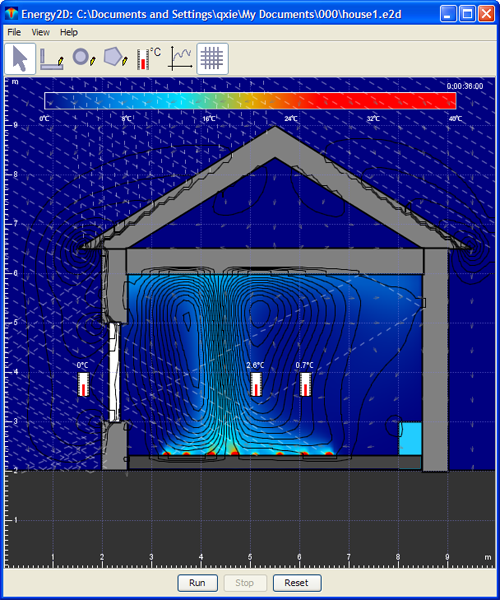 Energy2D: C:\Documents and Settings\qxie\My Documents\000\house1.e2d
File View Help
°C
m
0:00:36:00
0°C 8°C 16°C 24°C 32°C 40°C
9
8
7
6
5
4
3
2
1
0°C 2.6°C 0.7°C
1 2 3 4 5 6 7 8 9 m
Run Stop Reset